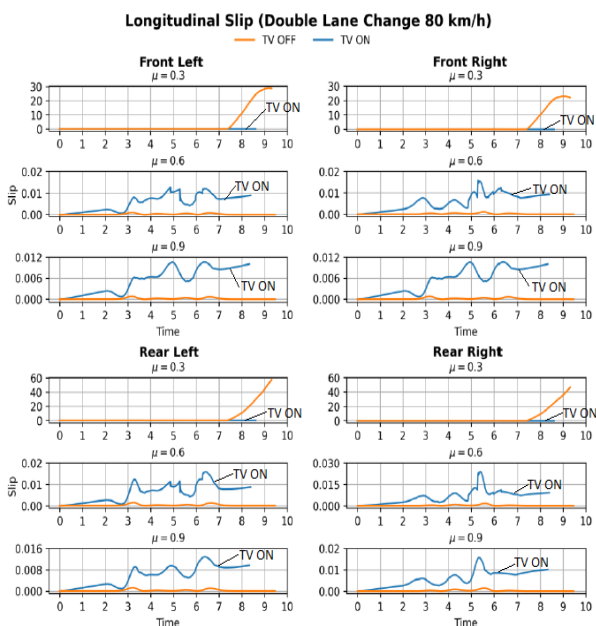 Longitudinal Slip (Double Lane Change 80 km/h)
TV OFF TV ON
Front Left
μ = 0.3
30
20
10
0
TV ON
0 1 2 3 4 5 6 7 8 9 10
μ = 0.6
Slip
0.02
0.01
0.00
TV ON
0 1 2 3 4 5 6 7 8 9 10
μ = 0.9
0.012
0.006
0.000
TV ON
0 1 2 3 4 5 6 7 8 9 10
Time
Front Right
μ = 0.3
30
20
10
0
TV ON
0 1 2 3 4 5 6 7 8 9 10
μ = 0.6
0.02
0.01
0.00
TV ON
0 1 2 3 4 5 6 7 8 9 10
μ = 0.9
0.012
0.006
0.000
TV ON
0 1 2 3 4 5 6 7 8 9 10
Time
Rear Left
μ = 0.3
60
40
20
0
TV ON
0 1 2 3 4 5 6 7 8 9 10
μ = 0.6
Slip
0.02
0.01
0.00
TV ON
0 1 2 3 4 5 6 7 8 9 10
μ = 0.9
0.016
0.008
0.000
TV ON
0 1 2 3 4 5 6 7 8 9 10
Time
Rear Right
μ = 0.3
60
40
20
0
TV ON
0 1 2 3 4 5 6 7 8 9 10
μ = 0.6
0.030
0.015
0.000
TV ON
0 1 2 3 4 5 6 7 8 9 10
μ = 0.9
0.02
0.01
0.00
TV ON
0 1 2 3 4 5 6 7 8 9 10
Time